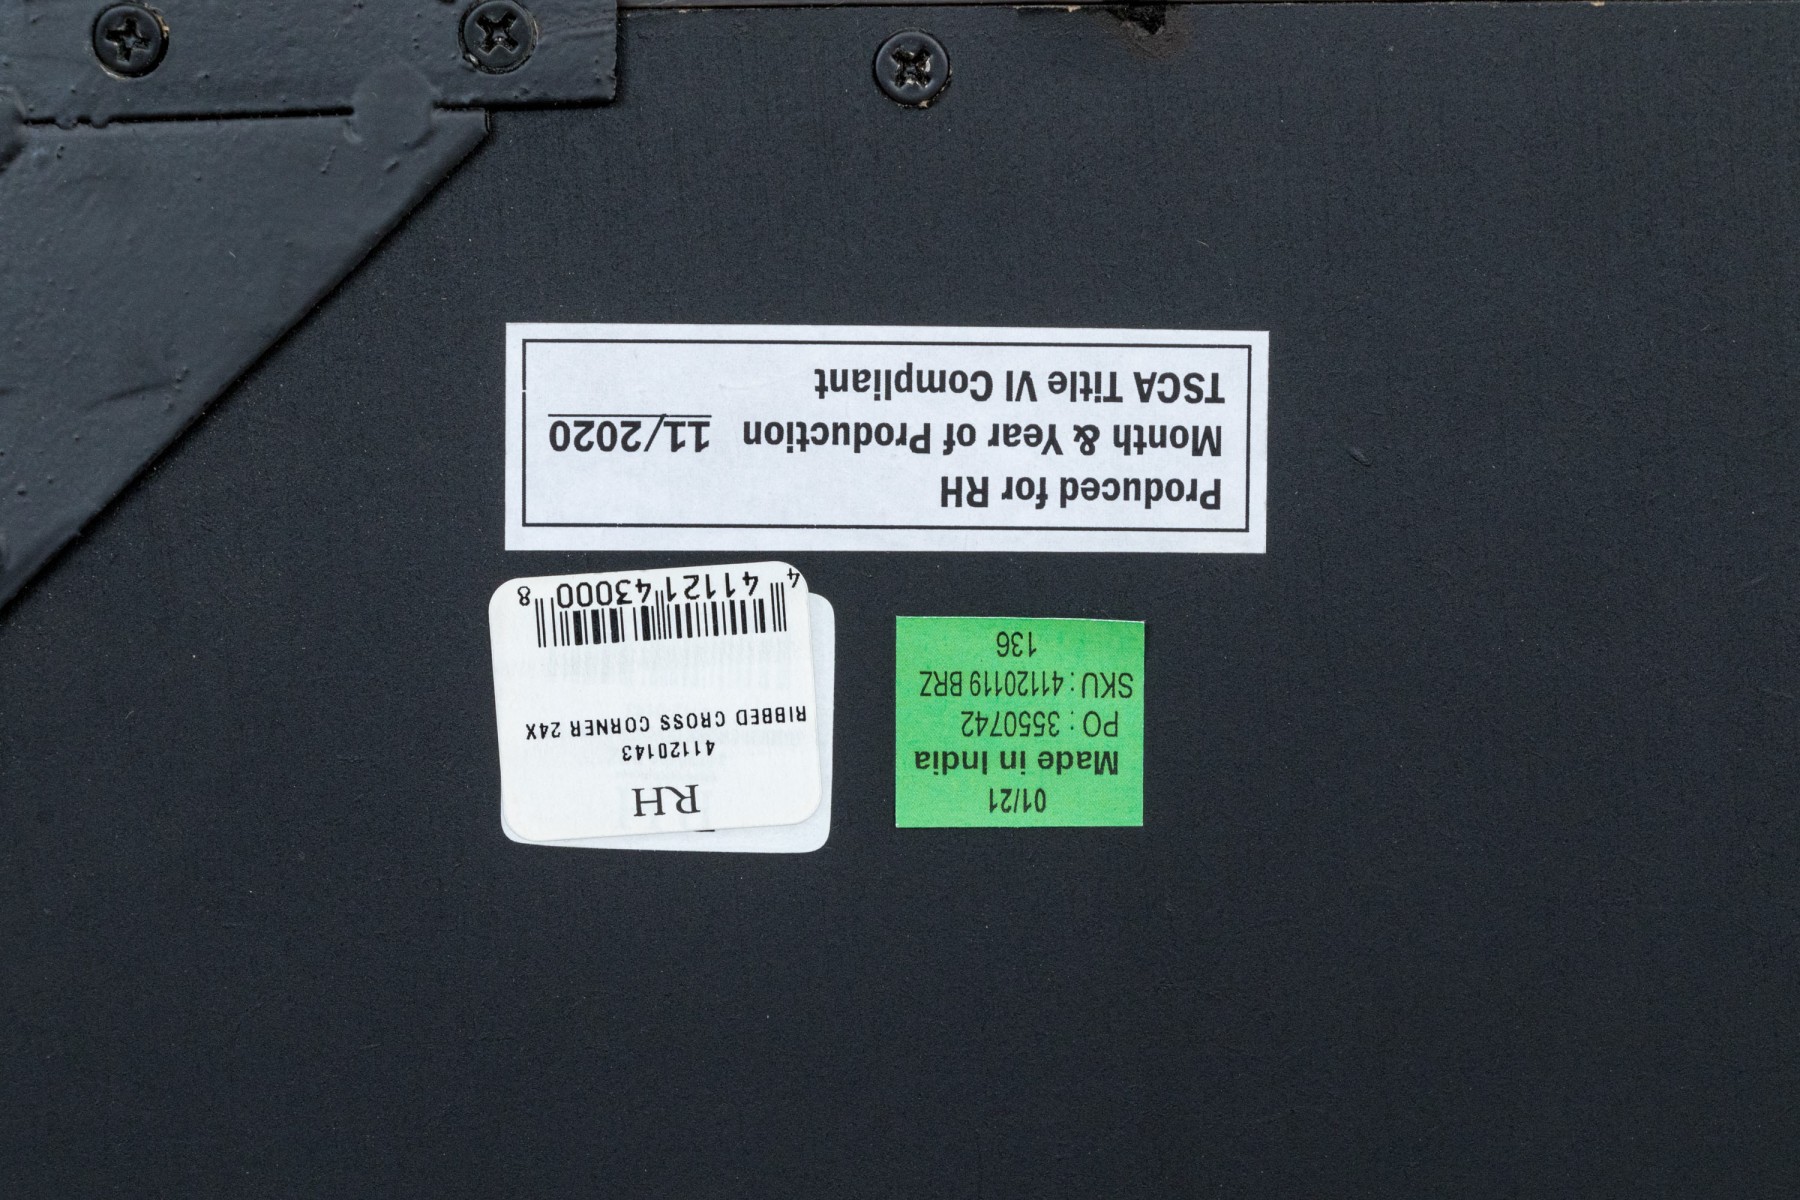 Produced for RH
Month & Year of Production 11/2020
TSCA Title VI Compliant
01/21
Made in India
PO : 3550742
SKU : 41120119 BRZ
136
RH
41120143
RIBBED CROSS CORNER 24X
4 41121 43000 8